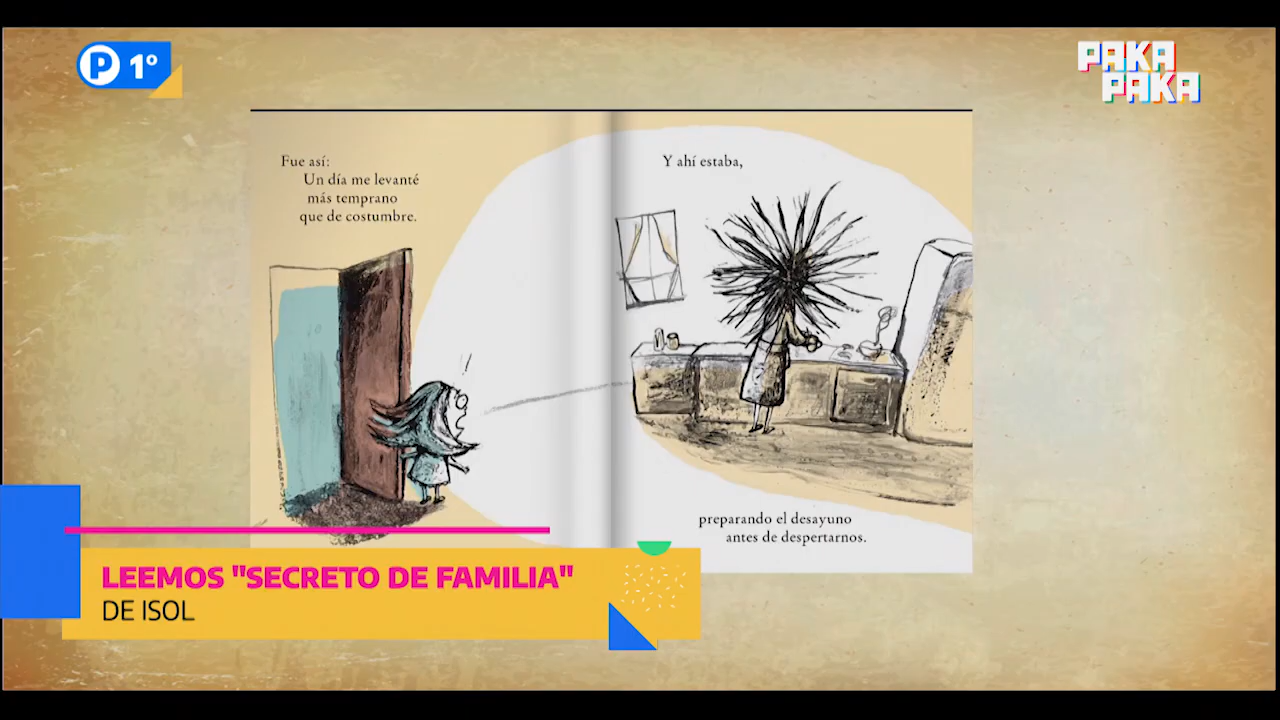 P 1º
PAKA
PAKA
Fue así:
Un día me levanté
más temprano
que de costumbre.
Y ahí estaba,
preparando el desayuno
antes de despertarnos.
LEEMOS "SECRETO DE FAMILIA"
DE ISOL